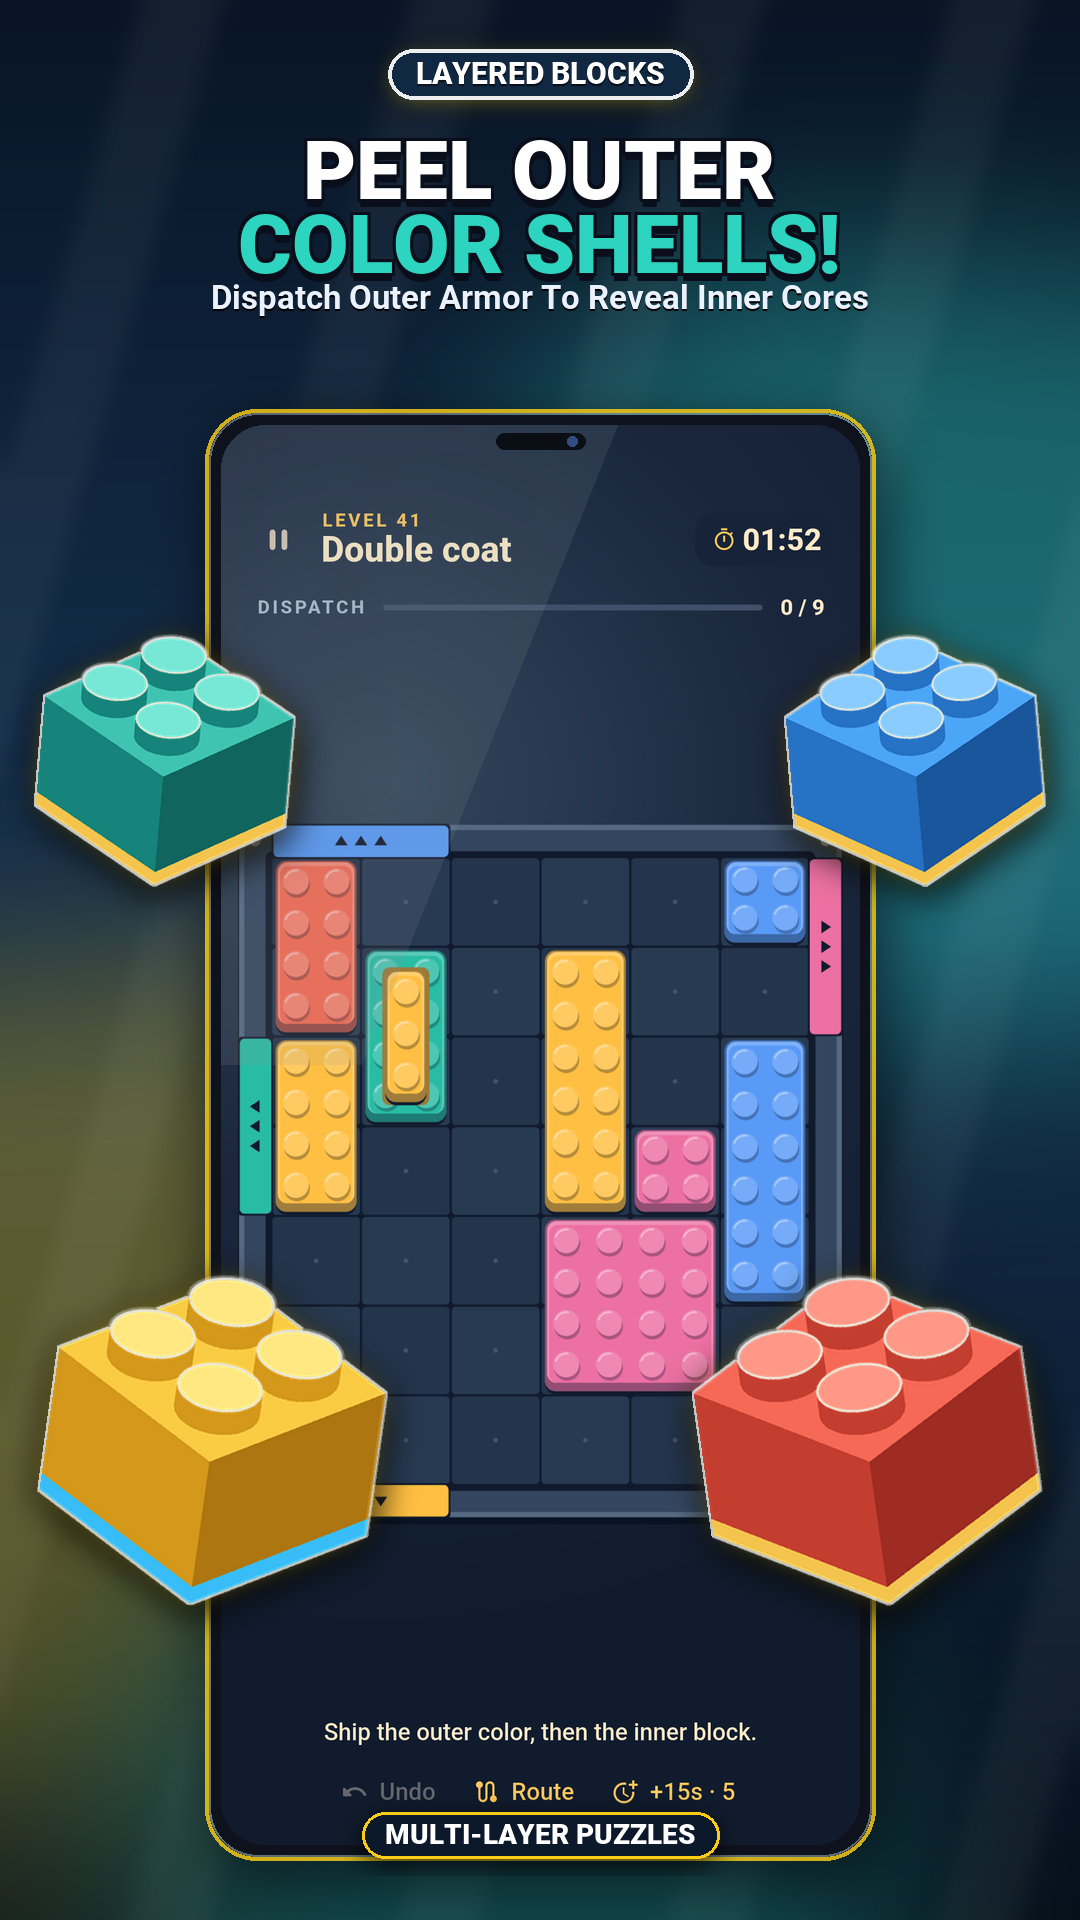 LAYERED BLOCKS
PEEL OUTER
COLOR SHELLS!
Dispatch Outer Armor To Reveal Inner Cores
LEVEL 41
Double coat
01:52
DISPATCH
0 / 9
Ship the outer color, then the inner block.
Undo
Route
+15s · 5
MULTI-LAYER PUZZLES